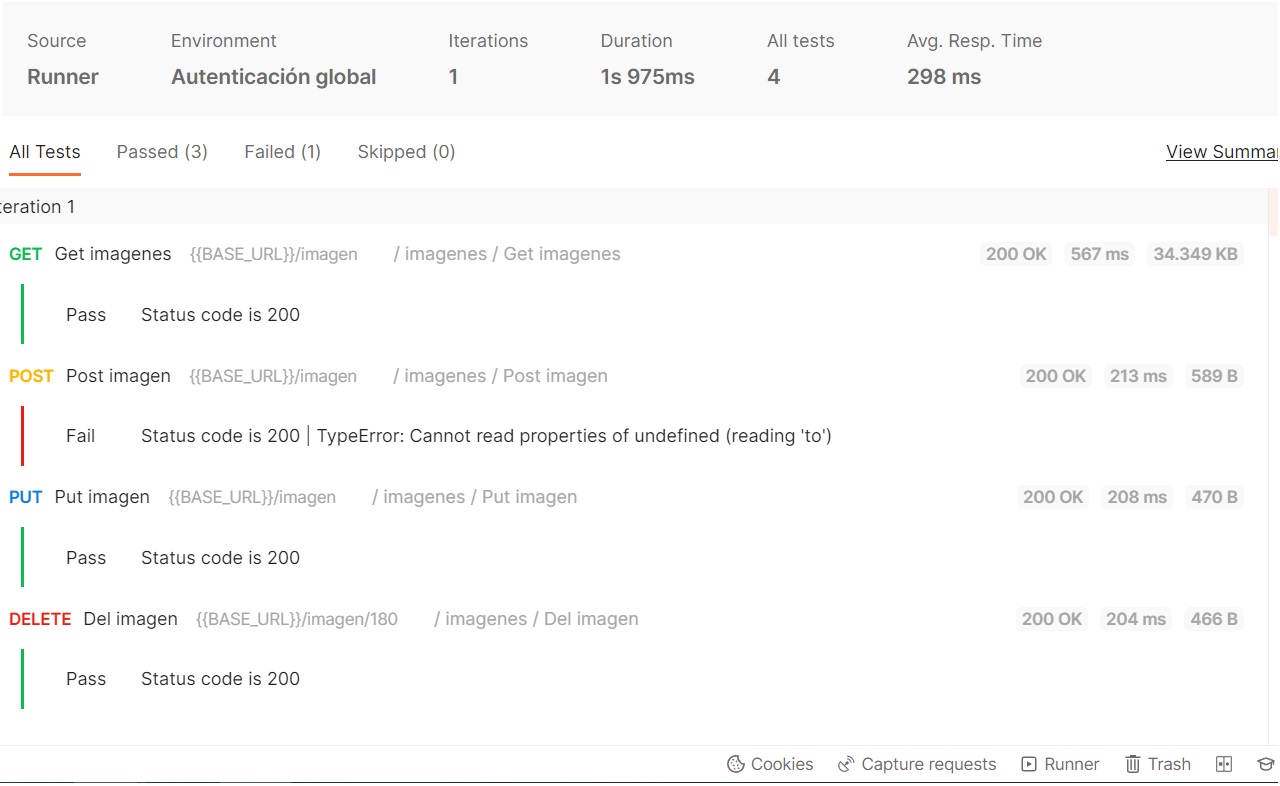 Source Environment Iterations Duration All tests Avg. Resp. Time
Runner Autenticación global 1 1s 975ms 4 298 ms
All Tests Passed (3) Failed (1) Skipped (0) View Summar
teration 1
GET Get imagenes {{BASE_URL}}/imagen / imagenes / Get imagenes 200 OK 567 ms 34.349 KB
Pass Status code is 200
POST Post imagen {{BASE_URL}}/imagen / imagenes / Post imagen 200 OK 213 ms 589 B
Fail Status code is 200 | TypeError: Cannot read properties of undefined (reading 'to')
PUT Put imagen {{BASE_URL}}/imagen / imagenes / Put imagen 200 OK 208 ms 470 B
Pass Status code is 200
DELETE Del imagen {{BASE_URL}}/imagen/180 / imagenes / Del imagen 200 OK 204 ms 466 B
Pass Status code is 200
Cookies Capture requests Runner Trash